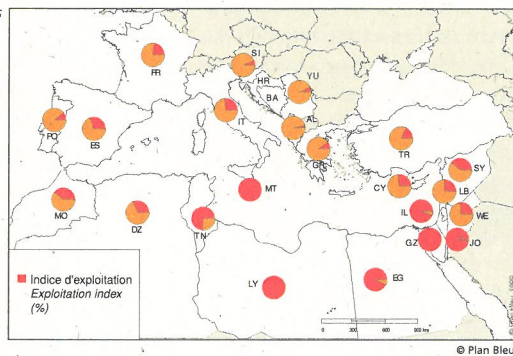 SI
FR
HR
YU
BA
IT
AL
PO
ES
GR
TR
SY
CY
LB
MT
MO
DZ
IL
WE
TN
GZ
JO
LY
EG
Indice d'exploitation
Exploitation index
(%)
0 300 600 900 km
© Plan Bleu